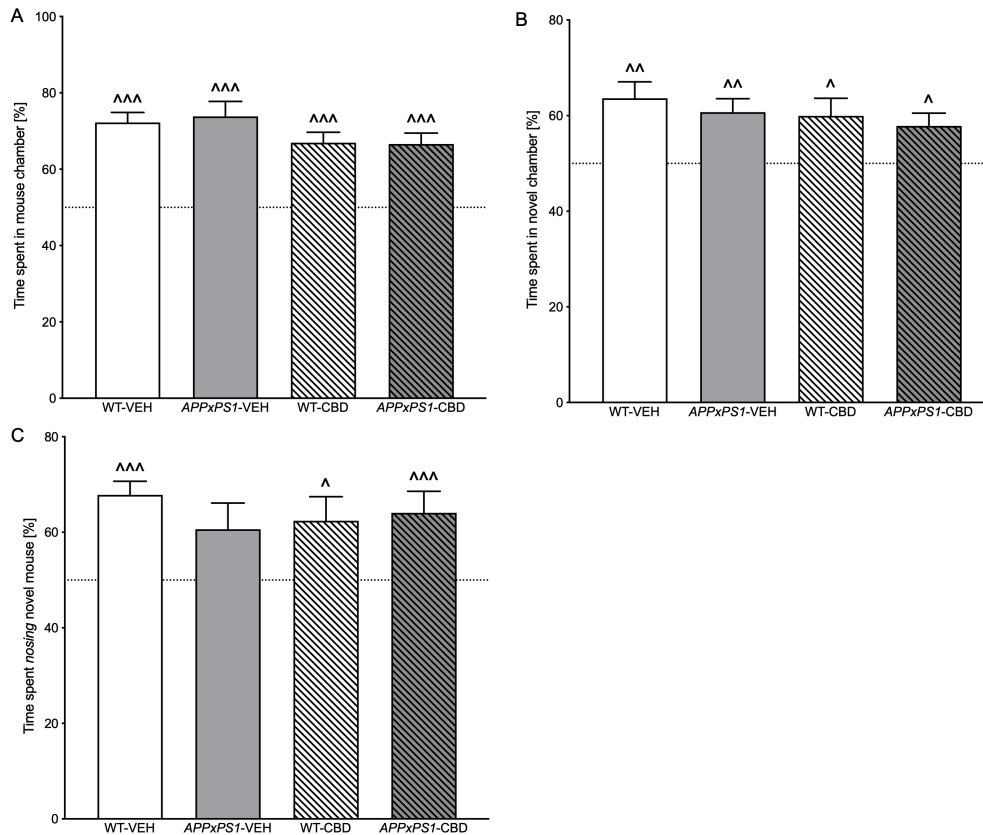 A
Time spent in mouse chamber [%]
100
80
60
40
20
0
^^^
^^^
^^^
^^^
WT-VEH
APPxPS1-VEH
WT-CBD
APPxPS1-CBD
B
Time spent in novel chamber [%]
80
60
40
20
0
^^
^^
^
^
WT-VEH
APPxPS1-VEH
WT-CBD
APPxPS1-CBD
C
Time spent nosing novel mouse [%]
80
60
40
20
0
^^^
^
^^^
WT-VEH
APPxPS1-VEH
WT-CBD
APPxPS1-CBD